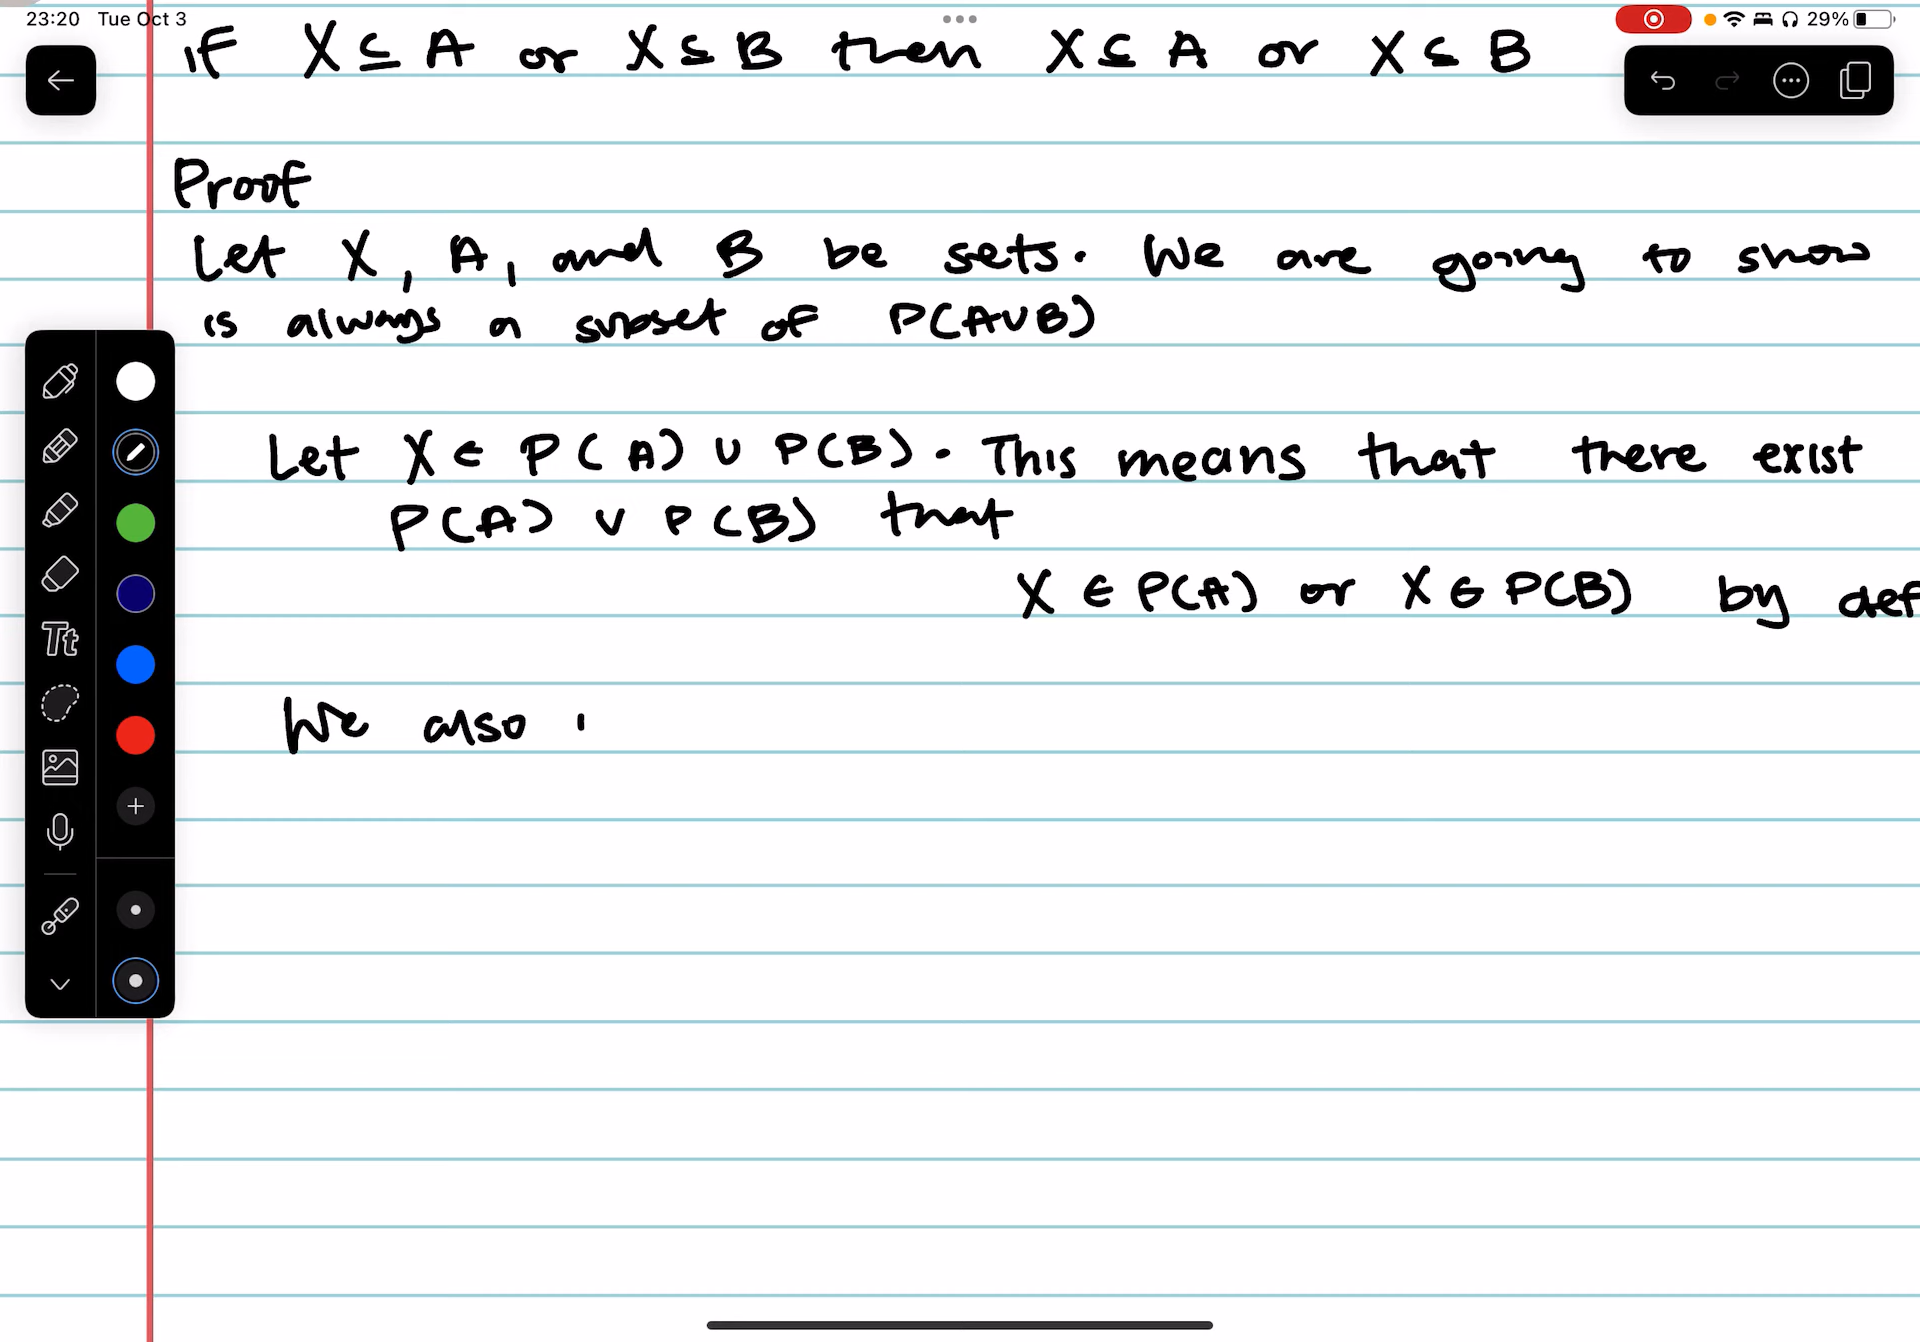 23:20 Tue Oct 3
29%
if X ⊆ A or X ⊆ B then X ⊆ A or X ⊆ B
Proof
Let X, A, and B be sets. We are going to show
is always a subset of P(A∪B)
Let X ∈ P(A) ∪ P(B). This means that there exist
P(A) ∪ P(B) that
X ∈ P(A) or X ∈ P(B) by def
We also
Tt